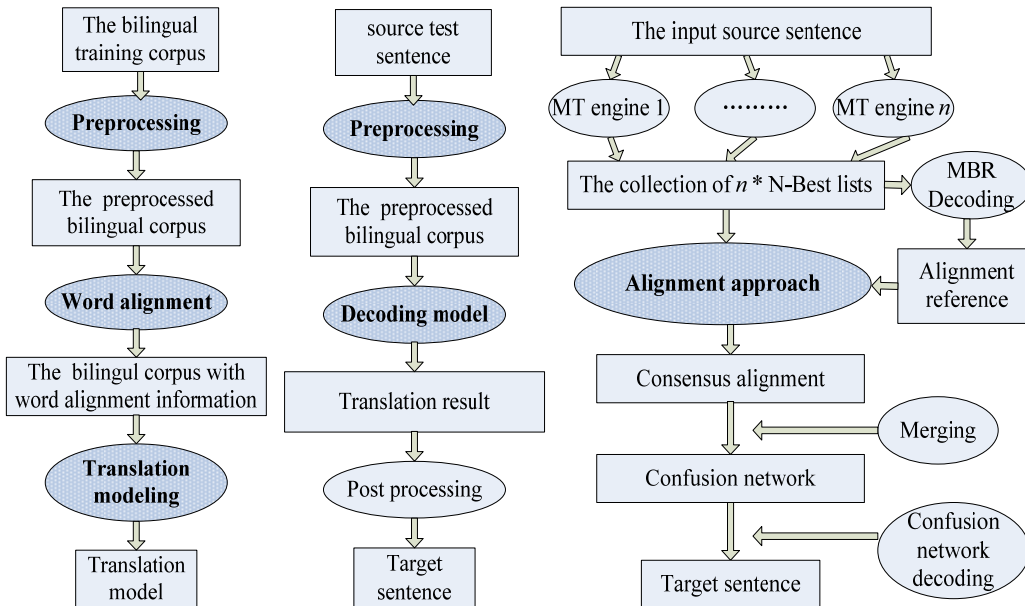 The bilingual
training corpus
Preprocessing
The preprocessed
bilingual corpus
Word alignment
The bilingul corpus with
word alignment information
Translation
modeling
Translation
model
source test
sentence
Preprocessing
The preprocessed
bilingual corpus
Decoding model
Translation result
Post processing
Target
sentence
The input source sentence
MT engine 1
………
MT engine n
The collection of n * N-Best lists
MBR
Decoding
Alignment approach
Alignment
reference
Consensus alignment
Merging
Confusion network
Confusion
network
decoding
Target sentence